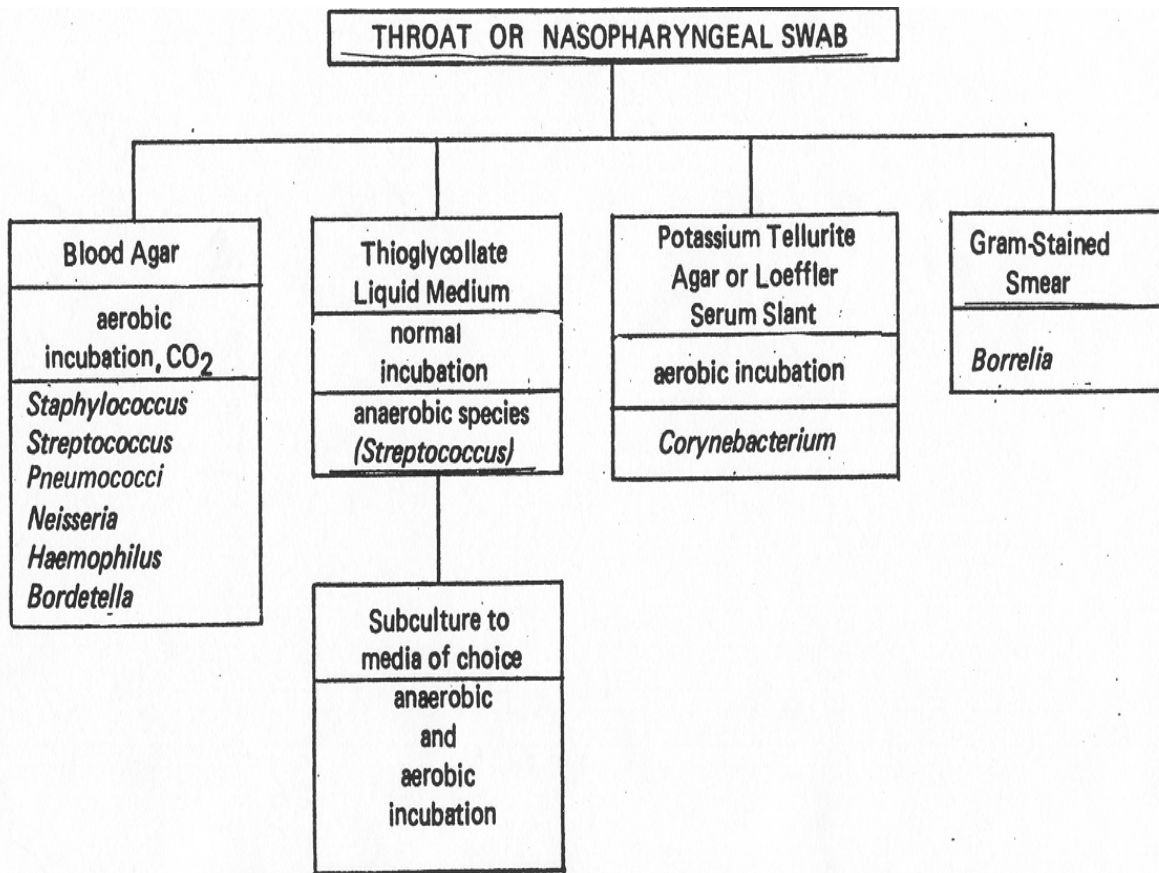 THROAT OR NASOPHARYNGEAL SWAB
Blood Agar
aerobic
incubation, CO₂
Staphylococcus
Streptococcus
Pneumococci
Neisseria
Haemophilus
Bordetella
Thioglycollate
Liquid Medium
normal
incubation
anaerobic species
(Streptococcus)
Subculture to
media of choice
anaerobic
and
aerobic
incubation
Potassium Tellurite
Agar or Loeffler
Serum Slant
aerobic incubation
Corynebacterium
Gram-Stained
Smear
Borrelia